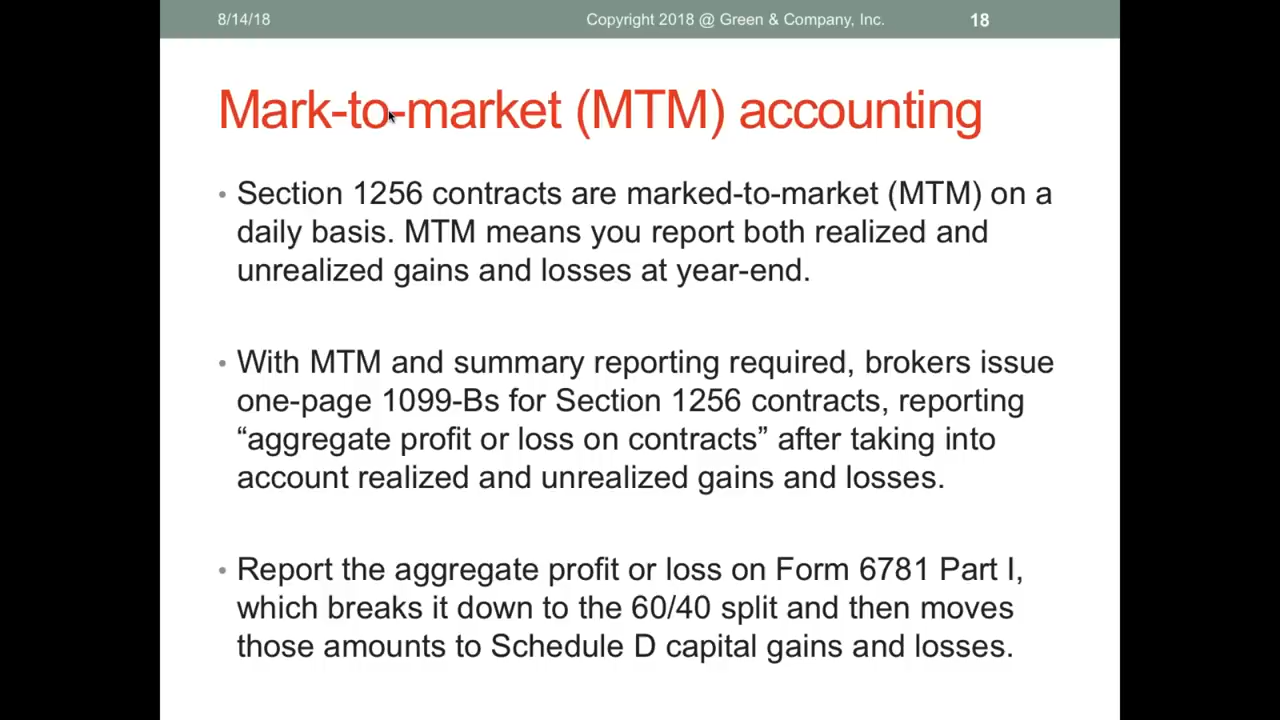 8/14/18 Copyright 2018 @ Green & Company, Inc. 18
Mark-to-market (MTM) accounting
• Section 1256 contracts are marked-to-market (MTM) on a
daily basis. MTM means you report both realized and
unrealized gains and losses at year-end.
• With MTM and summary reporting required, brokers issue
one-page 1099-Bs for Section 1256 contracts, reporting
“aggregate profit or loss on contracts” after taking into
account realized and unrealized gains and losses.
• Report the aggregate profit or loss on Form 6781 Part I,
which breaks it down to the 60/40 split and then moves
those amounts to Schedule D capital gains and losses.